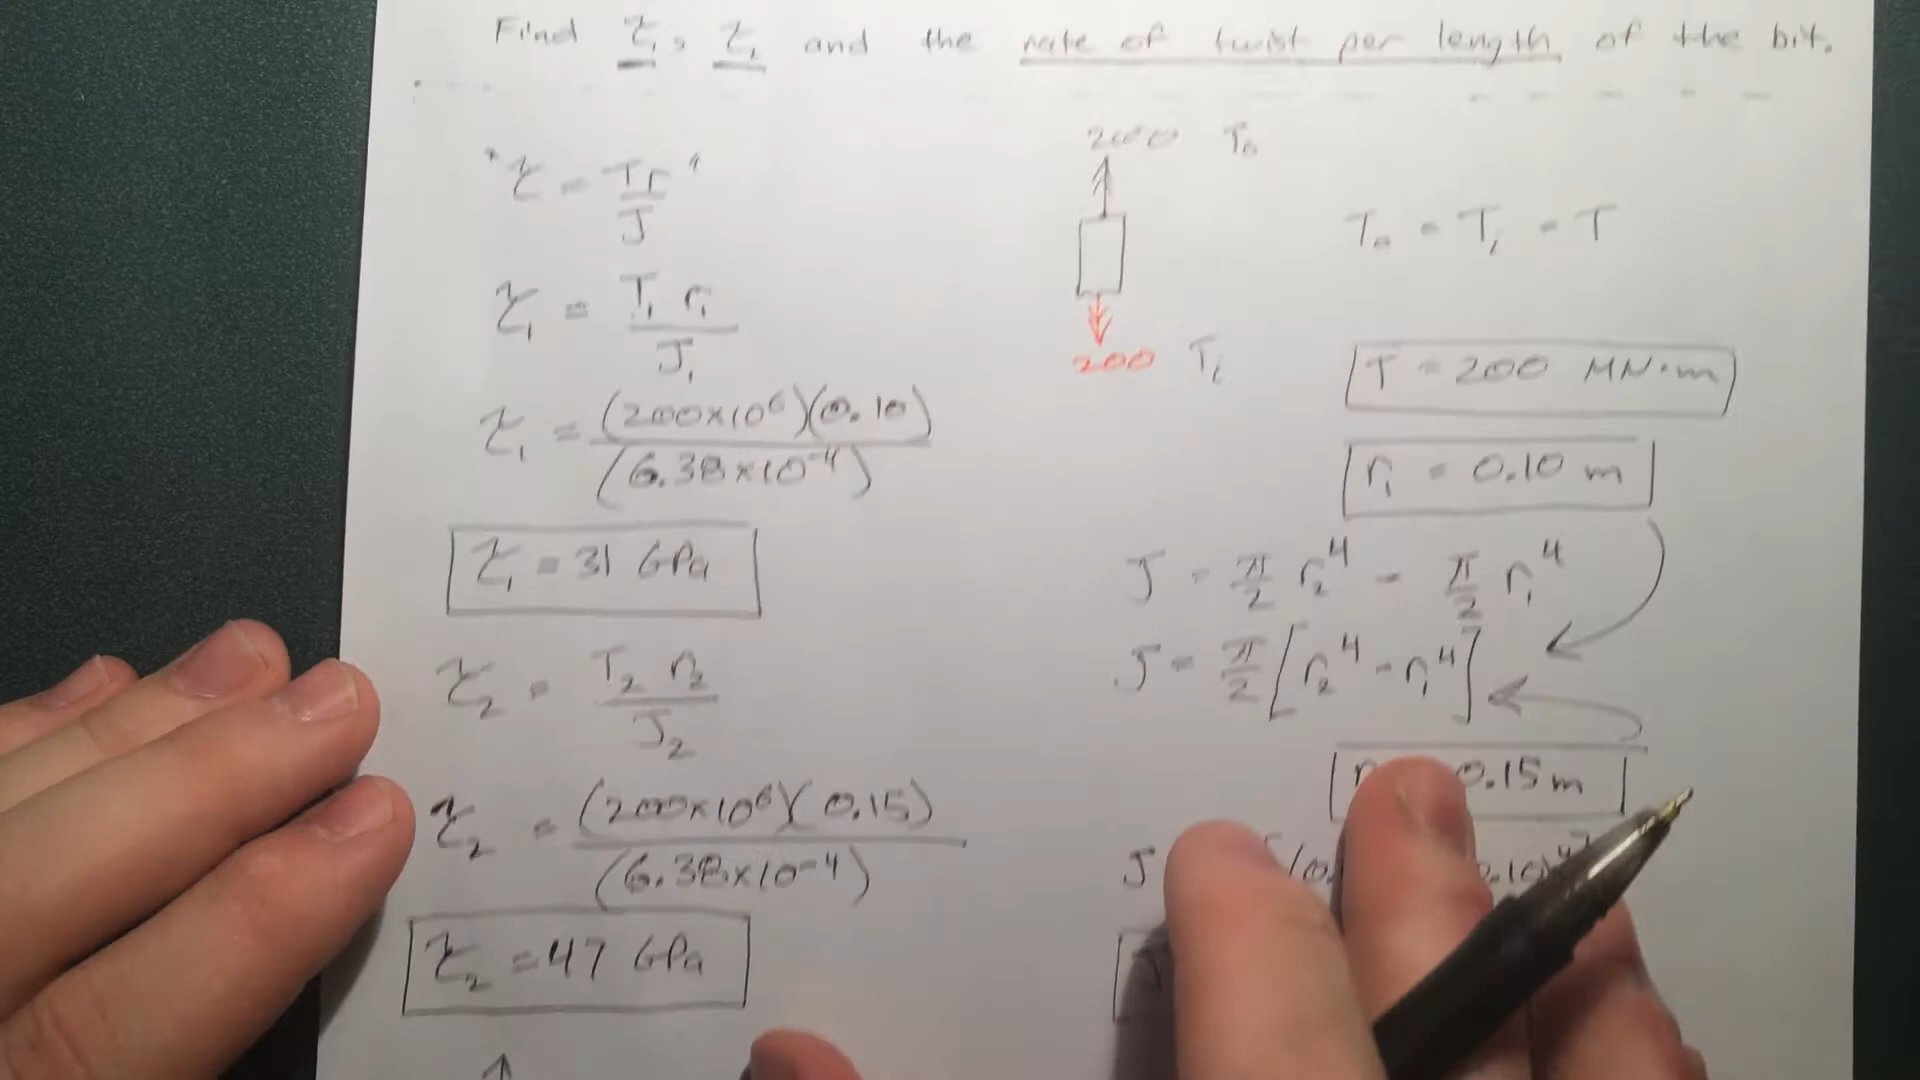 Find τ₁, τ₂ and the rate of twist per length of the bit.
"τ = Tr/J"
τ₁ = T₁ r₁ / J₁
τ₁ = (200×10⁶)(0.10) / (6.38×10⁻⁴)
τ₁ = 31 GPa
τ₂ = T₂ r₂ / J₂
τ₂ = (200×10⁶)(0.15) / (6.38×10⁻⁴)
τ₂ = 47 GPa
200 T₀
200 Tᵢ
T₀ = Tᵢ = T
T = 200 MN·m
r₁ = 0.10 m
J = π/2 r₂⁴ - π/2 r₁⁴
J = π/2 [r₂⁴ - r₁⁴]
0.15 m
J